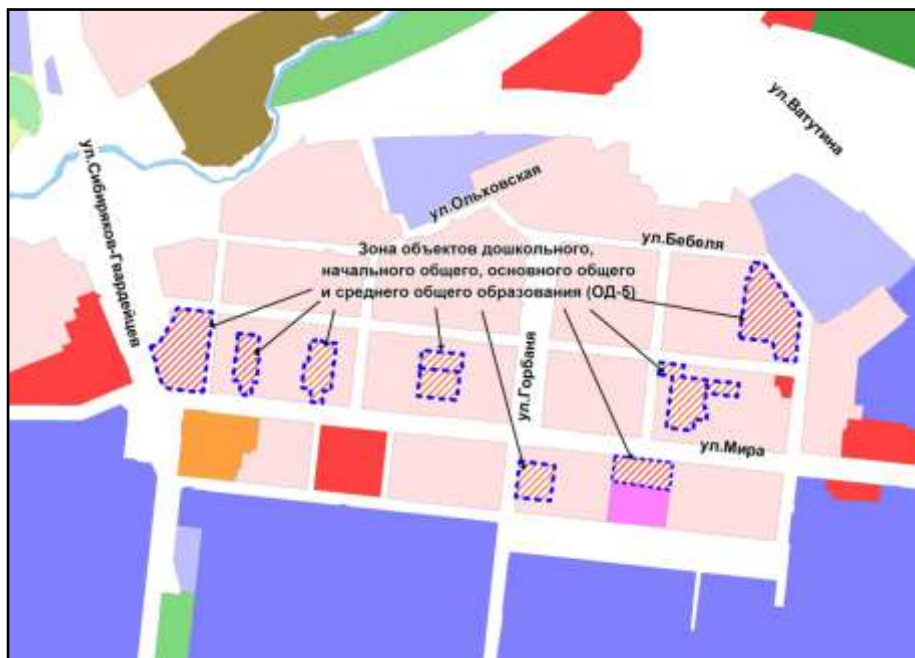 ул.Ватутина
ул.Сибиряков-Гвардейцев
ул.Ольховская
ул.Бебеля
Зона объектов дошкольного,
начального общего, основного общего
и среднего общего образования (ОД-5)
ул.Горбаня
ул.Мира